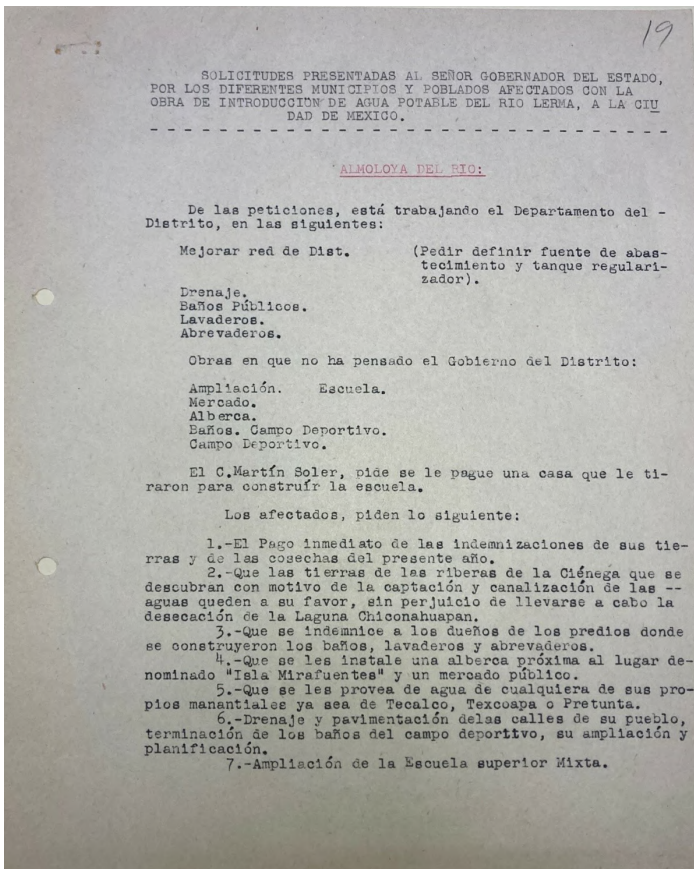 19
SOLICITUDES PRESENTADAS AL SEÑOR GOBERNADOR DEL ESTADO,
POR LOS DIFERENTES MUNICIPIOS Y POBLADOS AFECTADOS CON LA
OBRA DE INTRODUCCION DE AGUA POTABLE DEL RIO LERMA, A LA CIU
DAD DE MEXICO.
- - - - - - - - - - - - - - - - - - - - - - - - - - - - - - - - -
ALMOLOYA DEL RIO:
De las peticiones, está trabajando el Departamento del -
Distrito, en las siguientes:
Mejorar red de Dist. (Pedir definir fuente de abas-
tecimiento y tanque regulari-
zador).
Drenaje.
Baños Públicos.
Lavaderos.
Abrevaderos.
Obras en que no ha pensado el Gobierno del Distrito:
Ampliación. Escuela.
Mercado.
Alberca.
Baños. Campo Deportivo.
Campo Deportivo.
El C.Martín Soler, pide se le pague una casa que le ti-
raron para construír la escuela.
Los afectados, piden lo siguiente:
1.-El Pago inmediato de las indemnizaciones de sus tie-
rras y de las cosechas del presente año.
2.-Que las tierras de las riberas de la Ciénega que se
descubran con motivo de la captación y canalización de las --
aguas queden a su favor, sin perjuicio de llevarse a cabo la
desecación de la Laguna Chiconahuapan.
3.-Que se indemnice a los dueños de los predios donde
se construyeron los baños, lavaderos y abrevaderos.
4.-Que se les instale una alberca próxima al lugar de-
nominado "Isla Mirafuentes" y un mercado público.
5.-Que se les provea de agua de cualquiera de sus pro-
pios manantiales ya sea de Tecalco, Texcoapa o Pretunta.
6.-Drenaje y pavimentación delas calles de su pueblo,
terminación de los baños del campo deporttvo, su ampliación y
planificación.
7.-Ampliación de la Escuela superior Mixta.